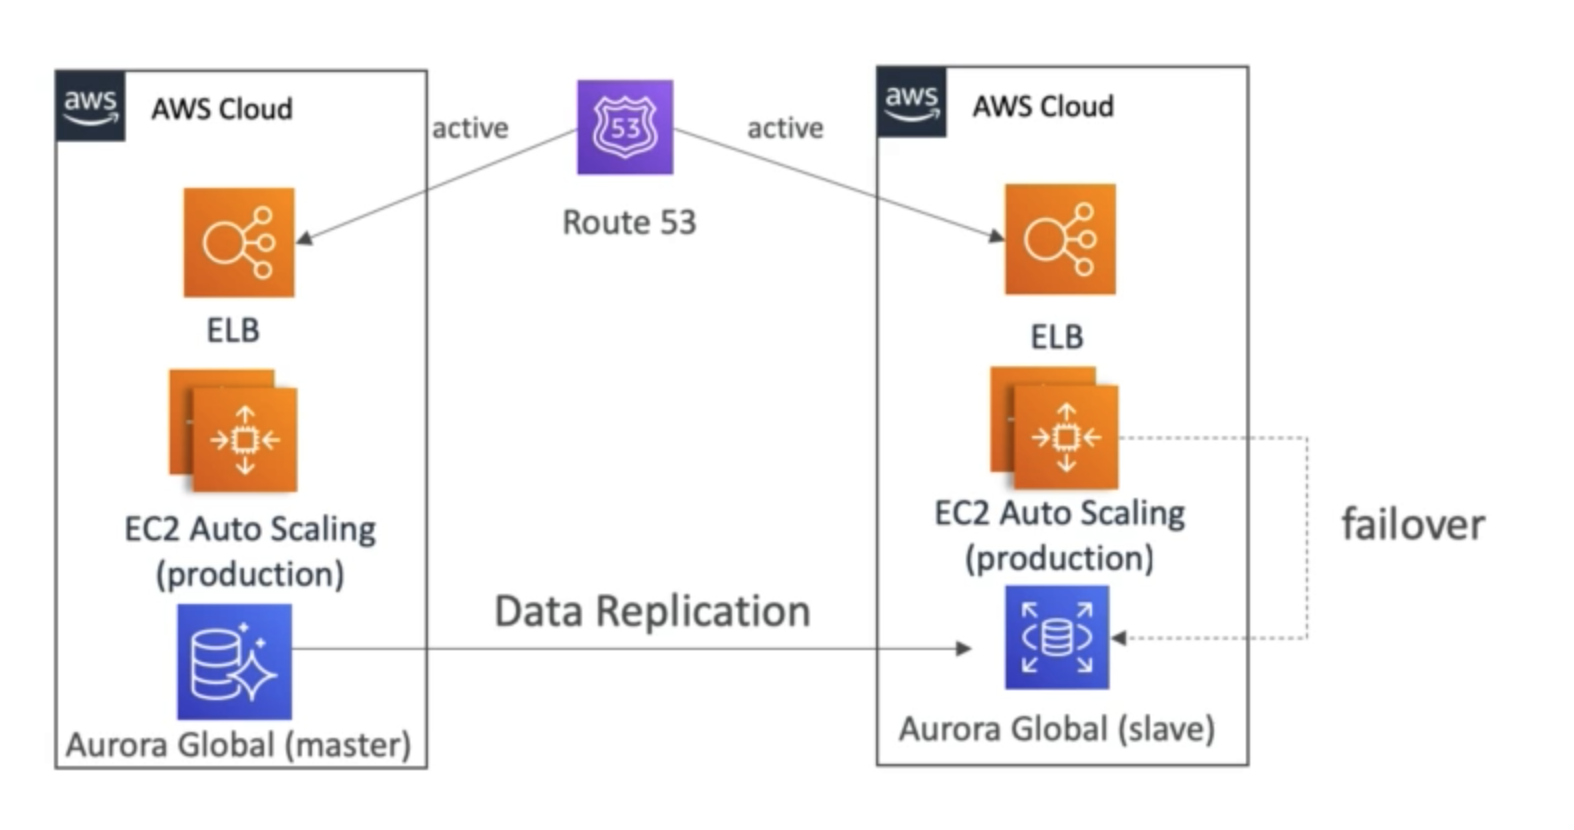 aws
AWS Cloud
active
53
active
aws
AWS Cloud
Route 53
ELB
ELB
EC2 Auto Scaling
(production)
EC2 Auto Scaling
(production)
failover
Data Replication
Aurora Global (master)
Aurora Global (slave)